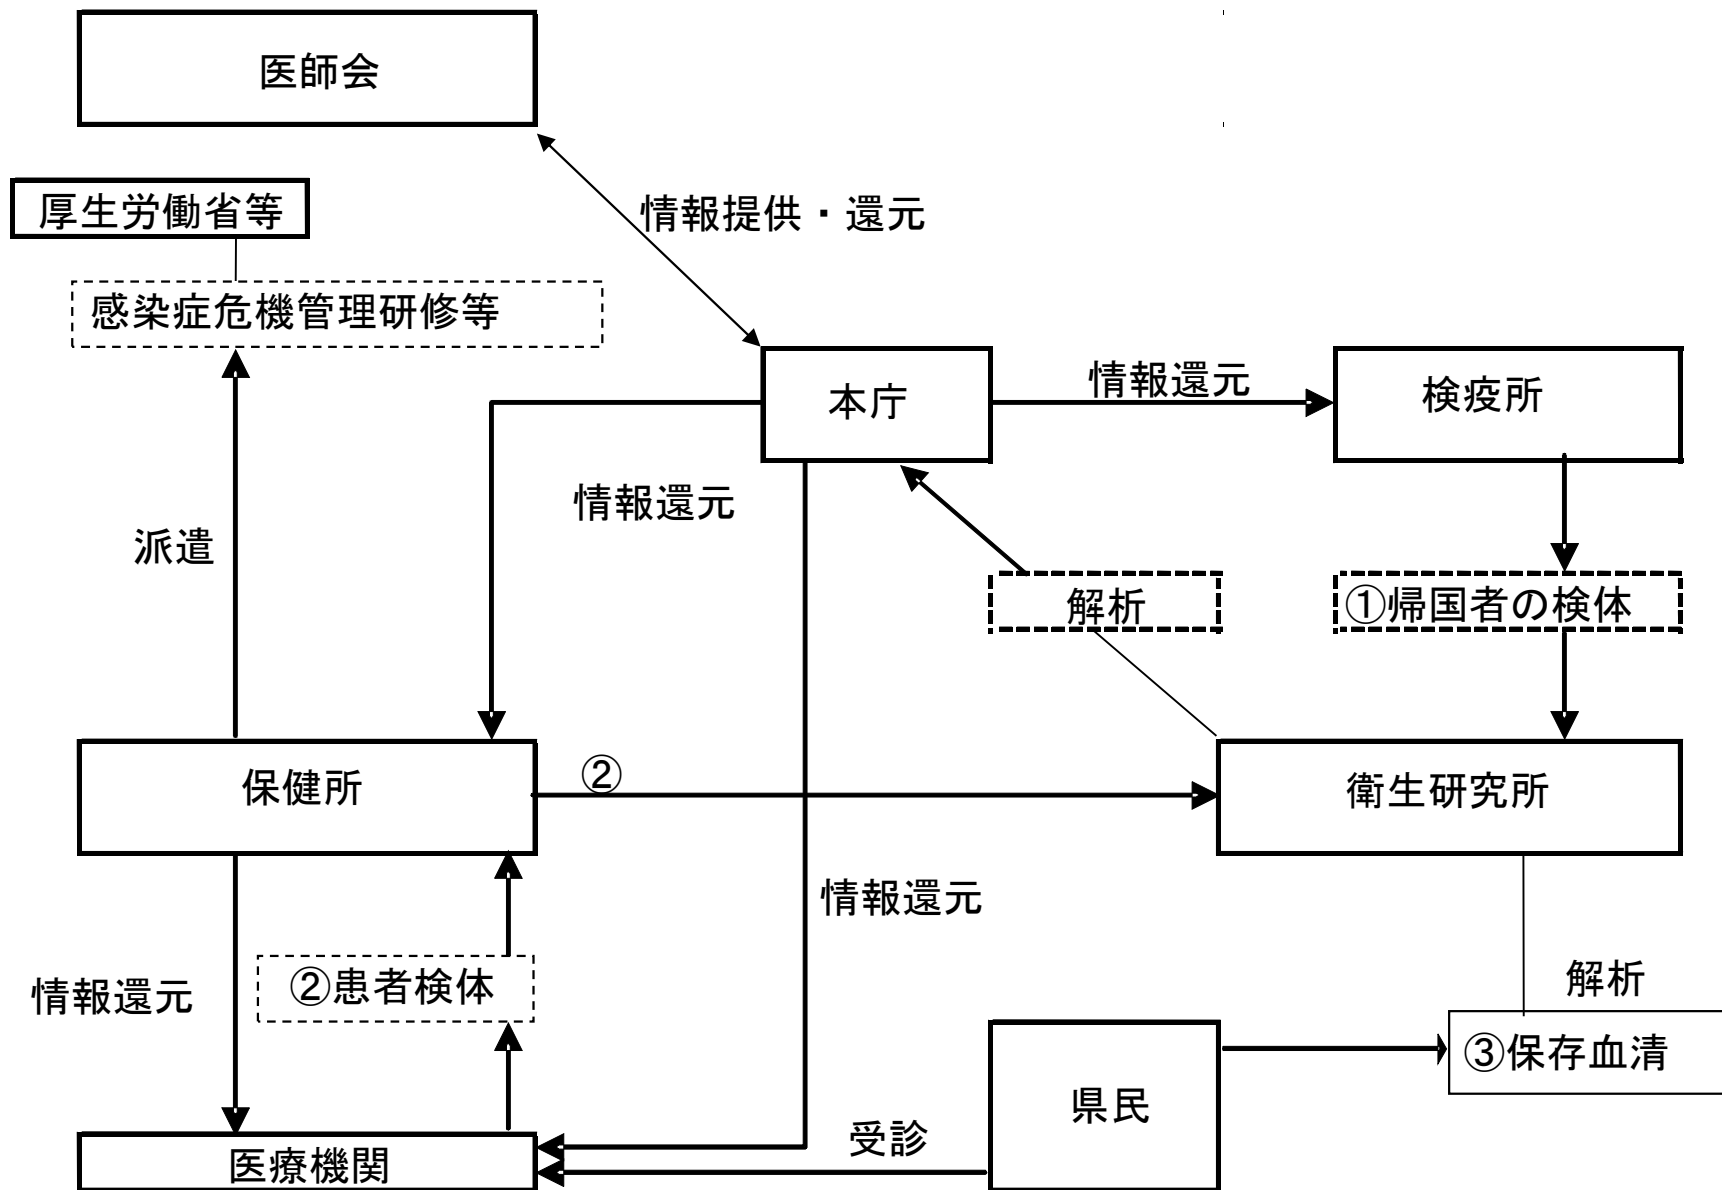 医師会
厚生労働省等
情報提供・還元
感染症危機管理研修等
本庁
情報還元
検疫所
情報還元
派遣
解析
①帰国者の検体
保健所
②
衛生研究所
情報還元
情報還元
②患者検体
解析
③保存血清
県民
受診
医療機関